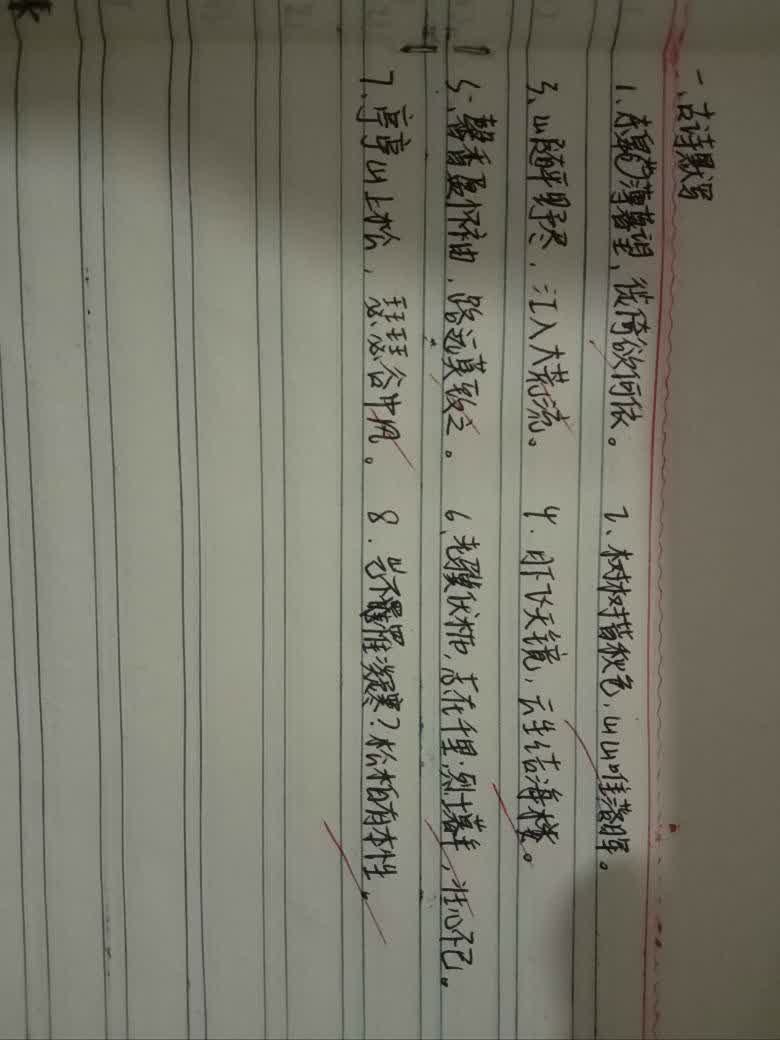 一、古诗默写
1、东皋薄暮望,徙倚欲何依。 2、树树皆秋色,山山唯落晖。
3、山随平野尽,江入大荒流。 4.月下飞天镜,云生结海楼。
5、馨香盈怀袖,路远莫致之。 6、老骥伏枥,志在千里;烈士暮年,壮心不已。
7、亭亭山上松,瑟瑟谷中风。 8.岂不罹凝寒?松柏有本性。